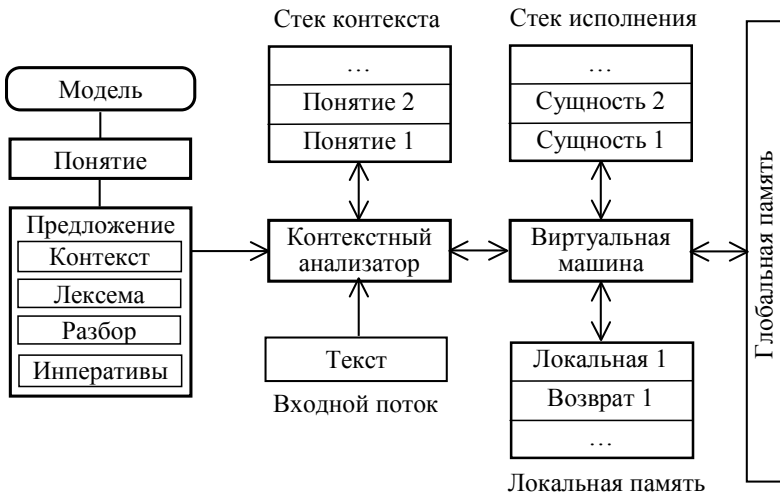 Стек контекста
Стек исполнения
…
Понятие 2
Понятие 1
…
Сущность 2
Сущность 1
Модель
Понятие
Предложение
Контекст
Лексема
Разбор
Инперативы
Контекстный
анализатор
Виртуальная
машина
Текст
Входной поток
Локальная 1
Возврат 1
…
Локальная память
Глобальная память